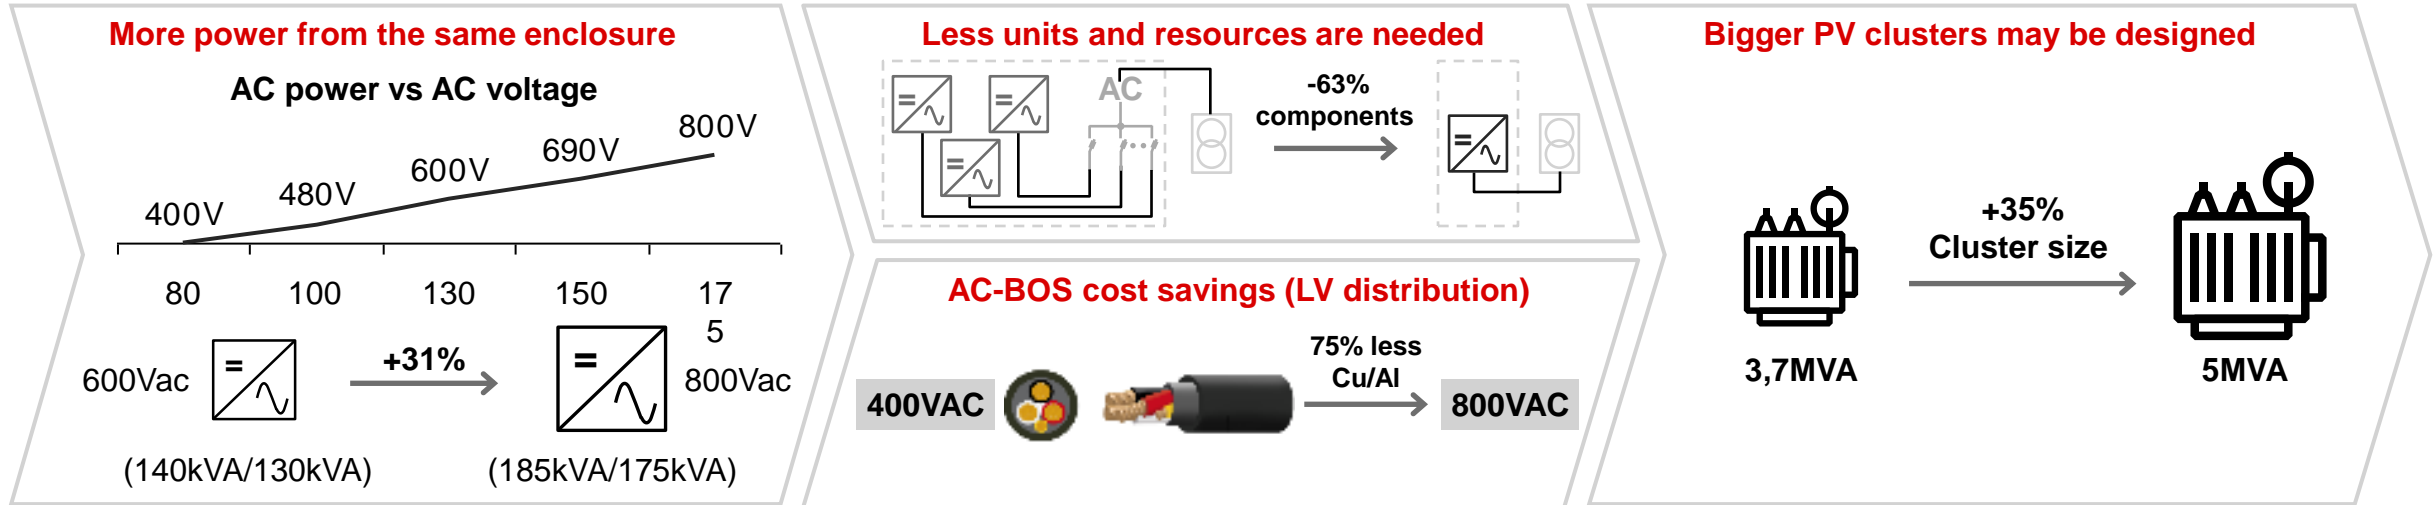 More power from the same enclosure
AC power vs AC voltage
400V
480V
600V
690V
800V
80
100
130
150
17
5
600Vac
+31%
800Vac
(140kVA/130kVA)
(185kVA/175kVA)
Less units and resources are needed
AC
-63%
components
AC-BOS cost savings (LV distribution)
400VAC
75% less
Cu/Al
800VAC
Bigger PV clusters may be designed
+35%
Cluster size
3,7MVA
5MVA